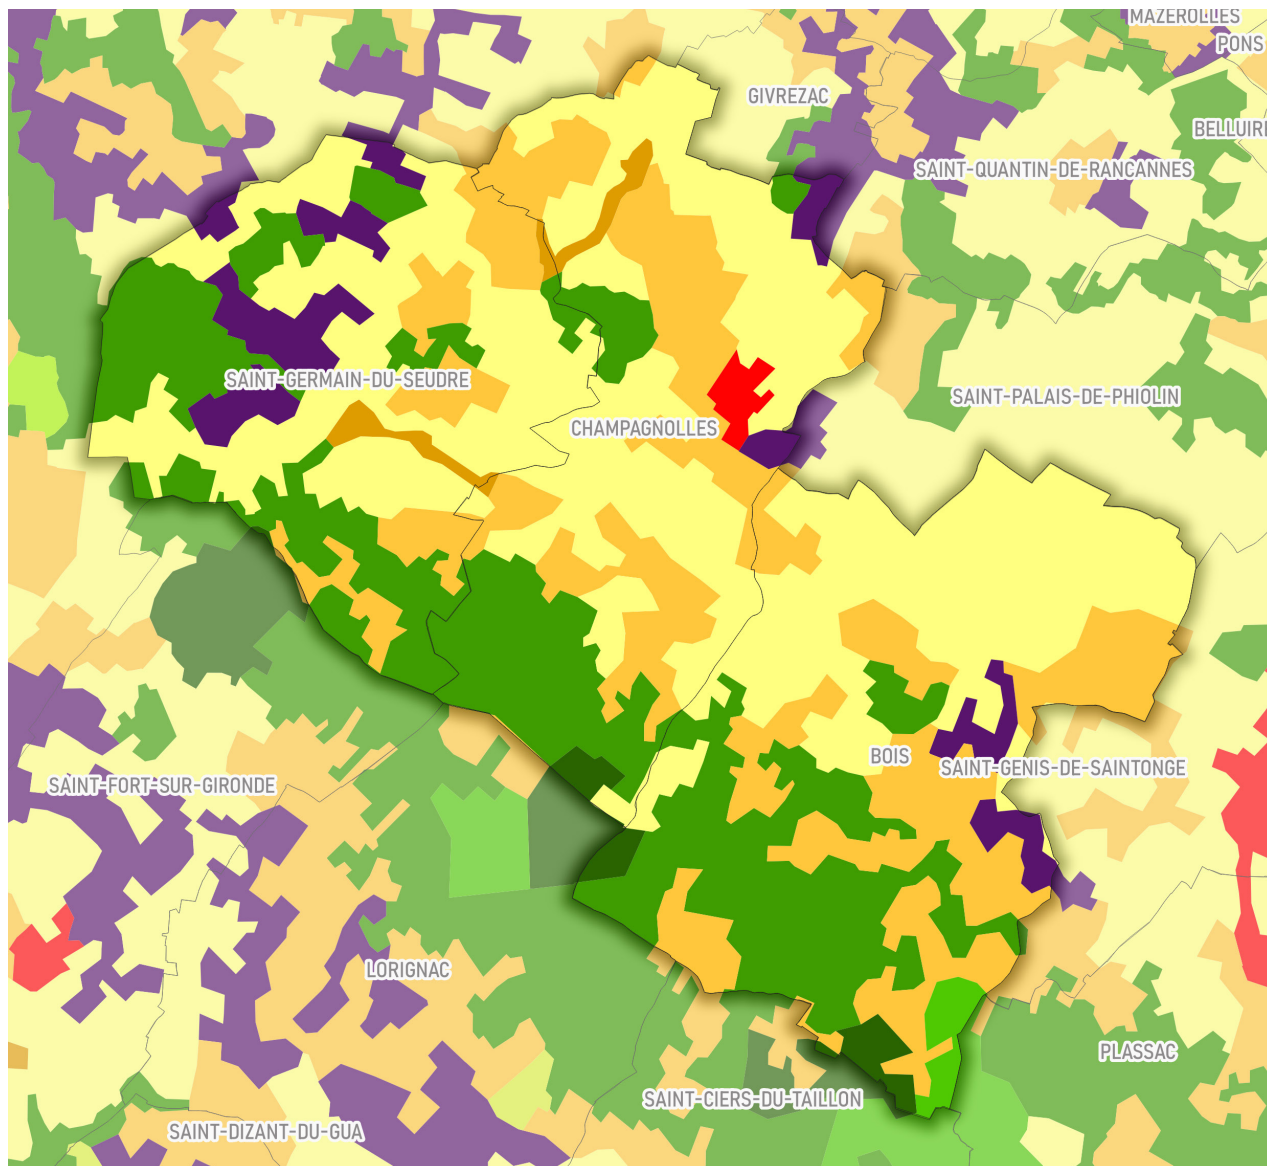 MAZEROLLES
PONS
GIVREZAC
BELLUIRE
SAINT-QUANTIN-DE-RANCANNES
SAINT-GERMAIN-DU-SEUDRE
SAINT-PALAIS-DE-PHIOLIN
CHAMPAGNOLLES
BOIS
SAINT-GENIS-DE-SAINTONGE
SAINT-FORT-SUR-GIRONDE
LORIGNAC
PLASSAC
SAINT-CIERS-DU-TAILLON
SAINT-DIZANT-DU-GUA